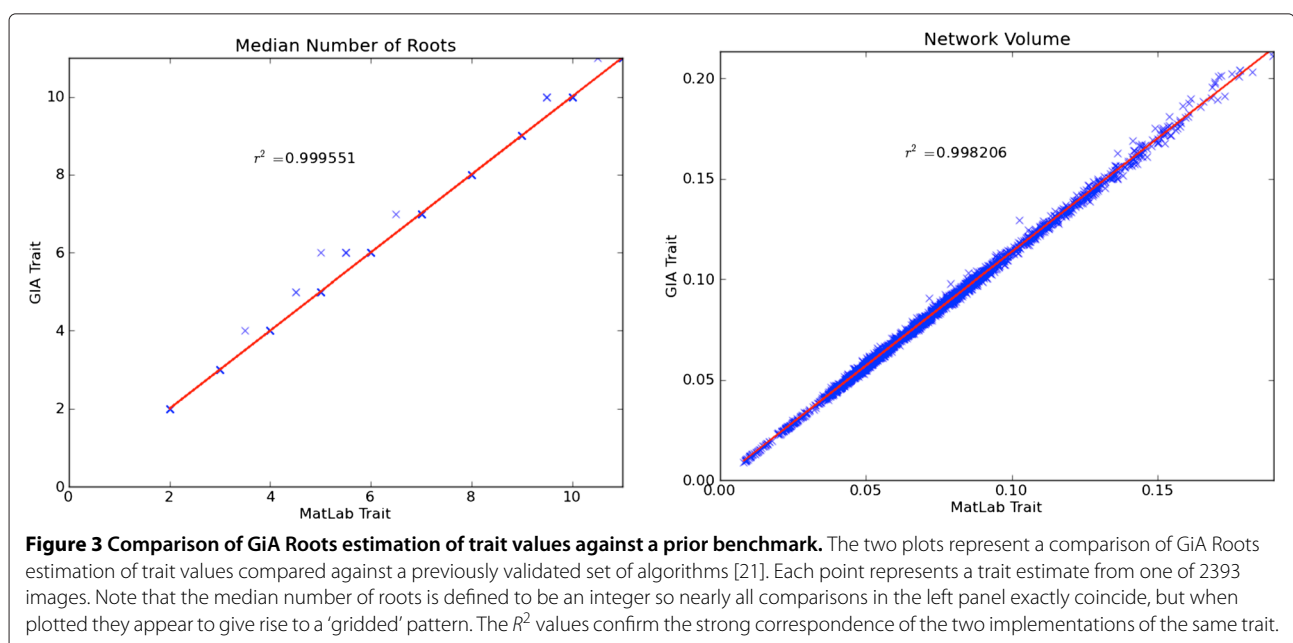 Median Number of Roots
10
8
6
4
2
0
GIA Trait
r² =0.999551
0 2 4 6 8 10
MatLab Trait
Network Volume
0.20
0.15
0.10
0.05
0.00
GIA Trait
r² =0.998206
0.00 0.05 0.10 0.15
MatLab Trait
Figure 3 Comparison of GiA Roots estimation of trait values against a prior benchmark. The two plots represent a comparison of GiA Roots
estimation of trait values compared against a previously validated set of algorithms [21]. Each point represents a trait estimate from one of 2393
images. Note that the median number of roots is defined to be an integer so nearly all comparisons in the left panel exactly coincide, but when
plotted they appear to give rise to a ‘gridded’ pattern. The R² values confirm the strong correspondence of the two implementations of the same trait.